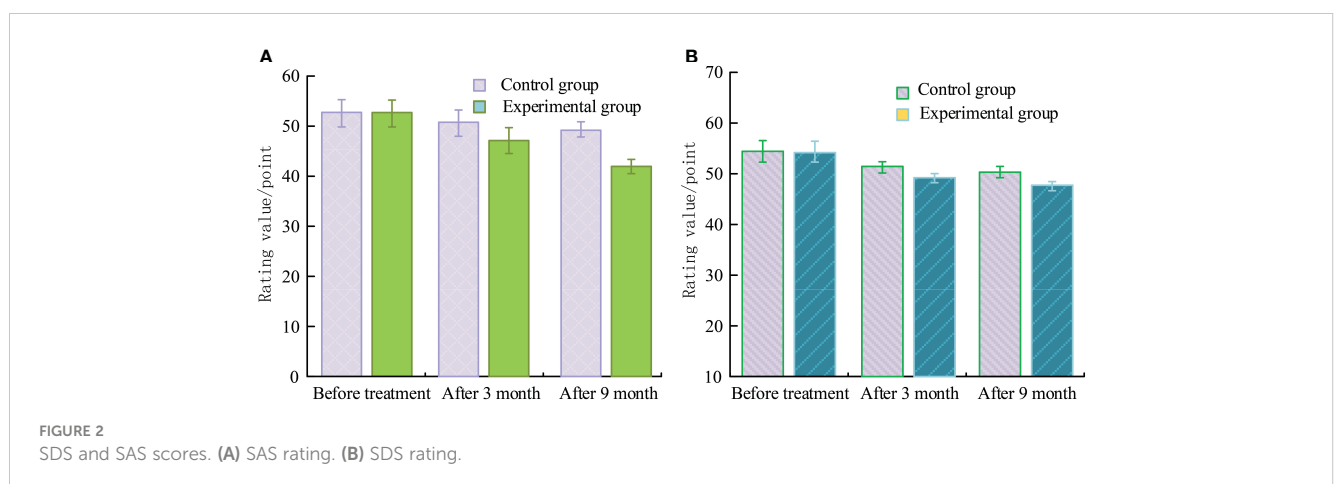 A
60
50
40
30
20
10
0
Rating value/point
Control group
Experimental group
Before treatment After 3 month After 9 month
B
70
60
50
40
30
20
10
Rating value/point
Control group
Experimental group
Before treatment After 3 month After 9 month
FIGURE 2
SDS and SAS scores. (A) SAS rating. (B) SDS rating.